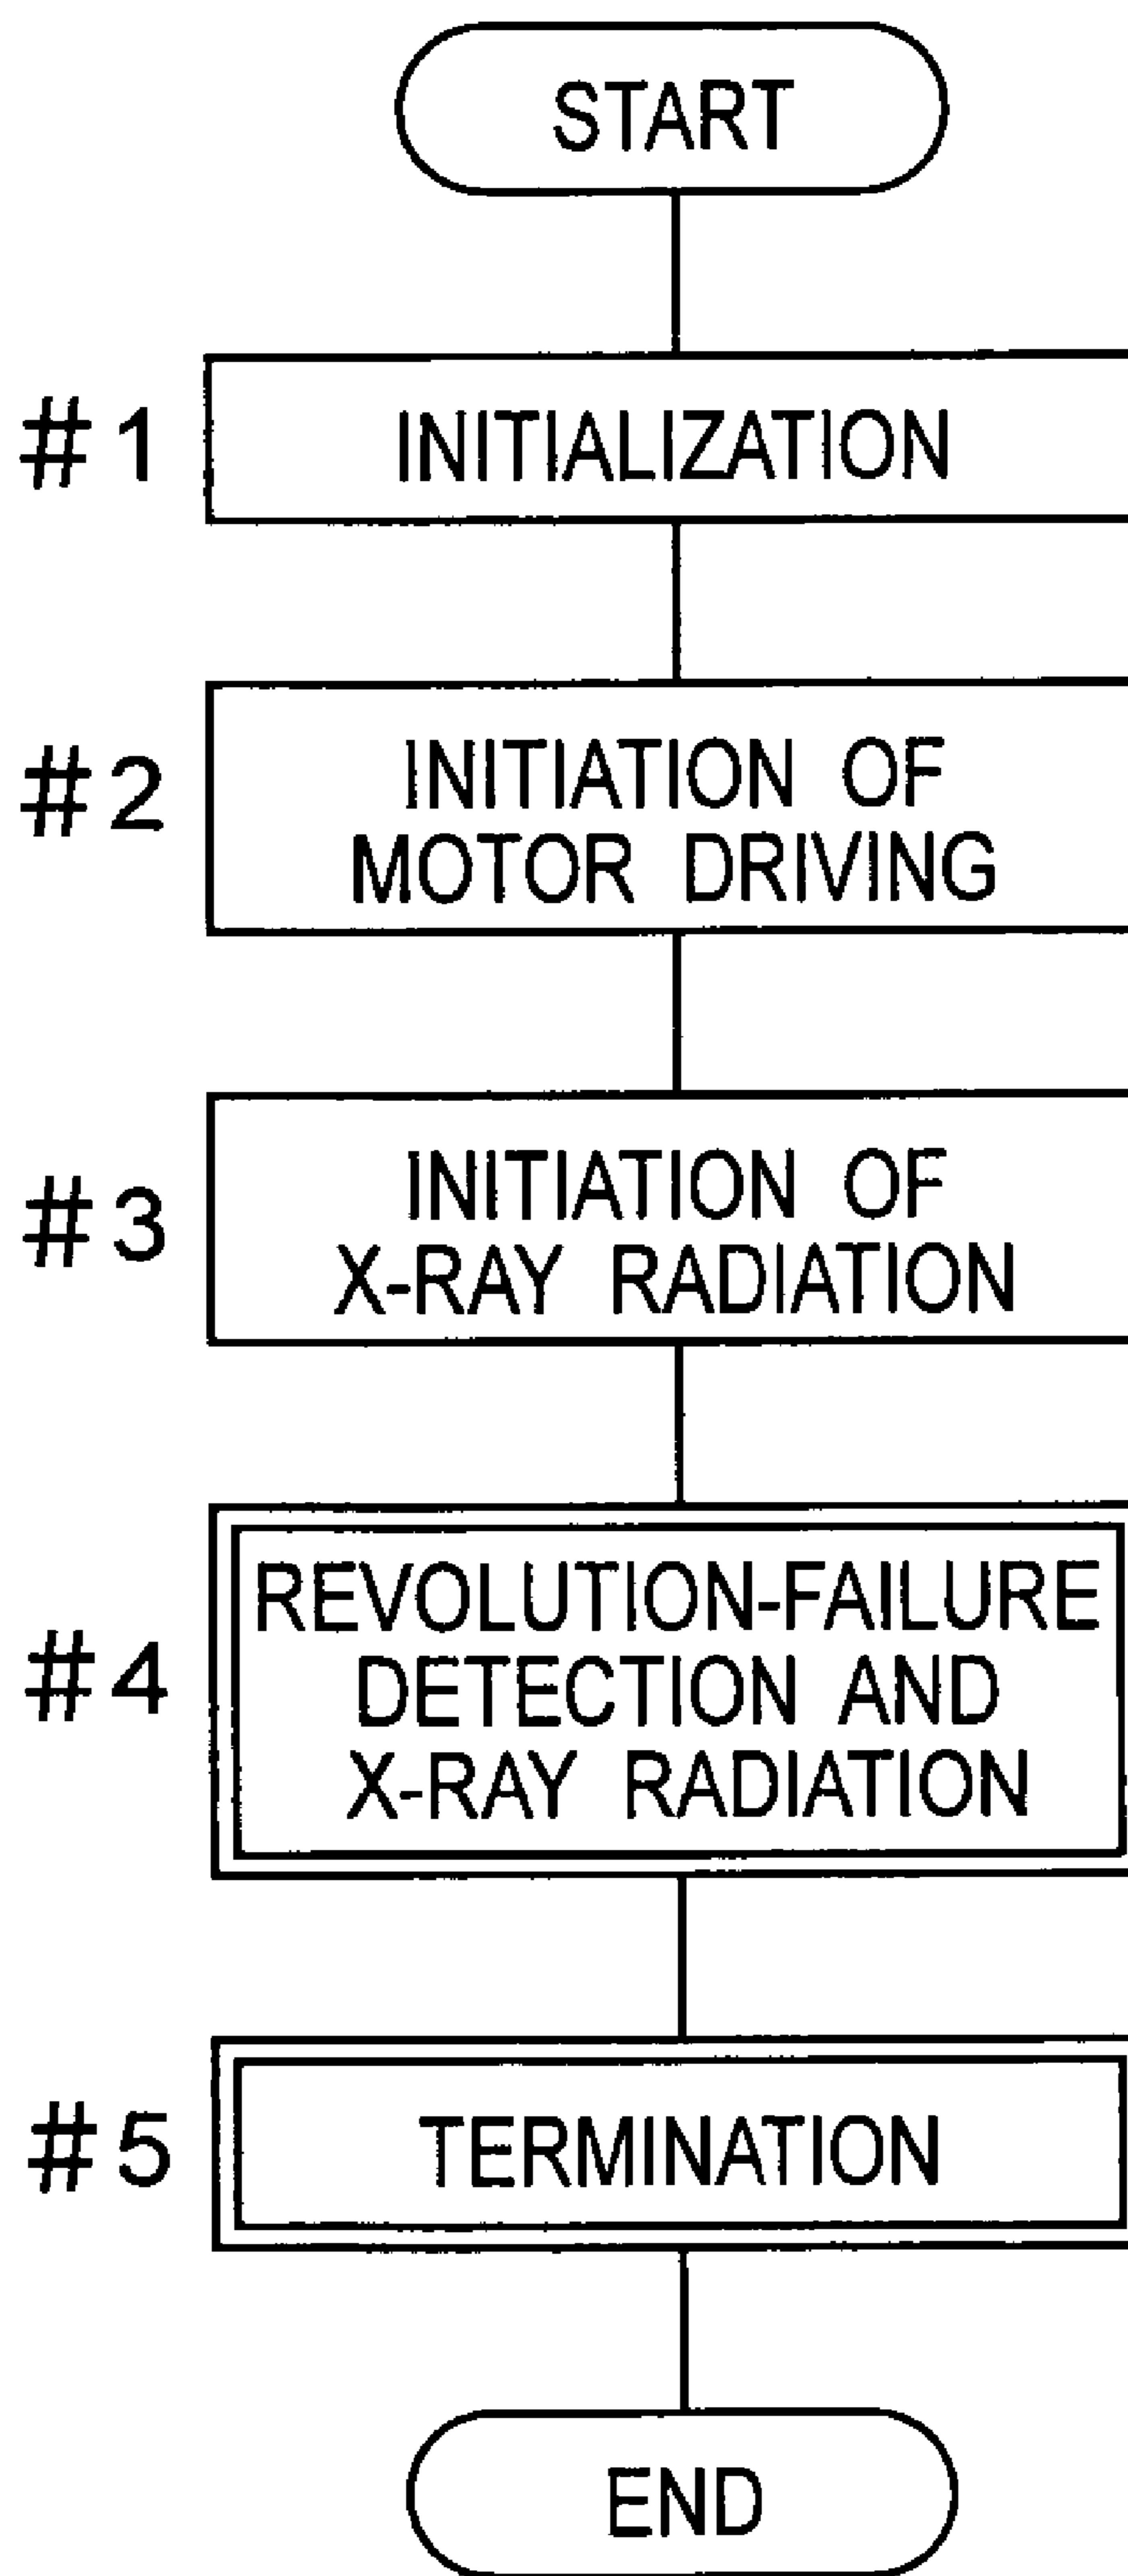 START
#1
INITIALIZATION
#2
INITIATION OF
MOTOR DRIVING
#3
INITIATION OF
X-RAY RADIATION
#4
REVOLUTION-FAILURE
DETECTION AND
X-RAY RADIATION
#5
TERMINATION
END